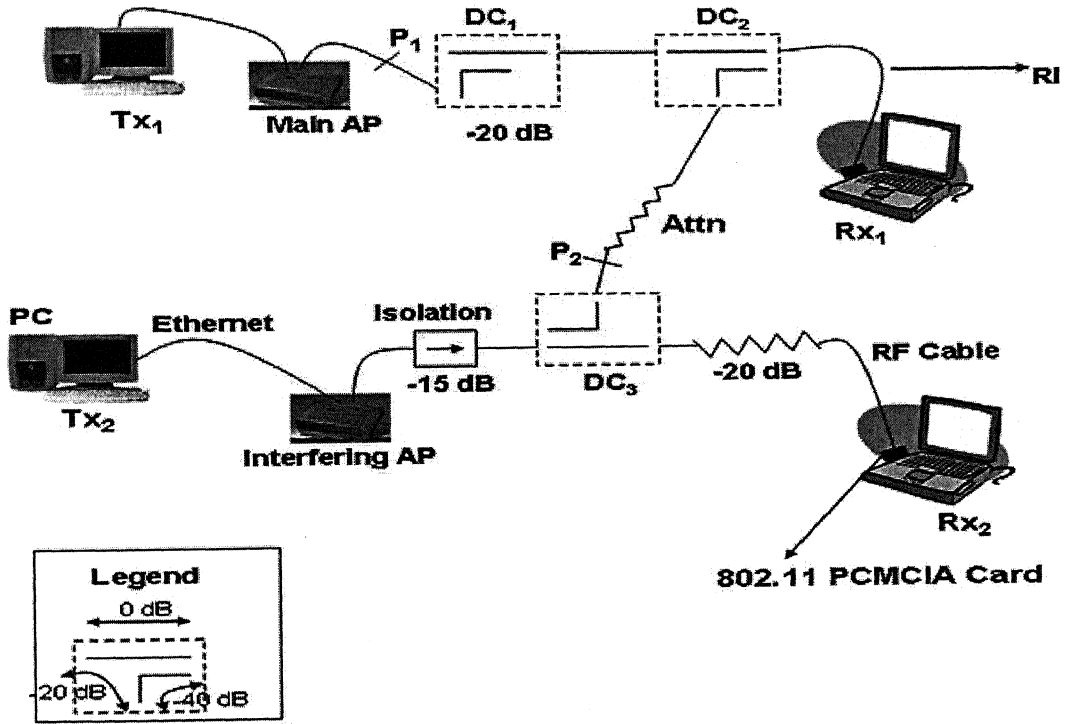 DC₁
DC₂
P₁
RI
Tx₁
Main AP
-20 dB
Rx₁
Attn
P₂
PC
Ethernet
Isolation
-15 dB
DC₃
-20 dB
RF Cable
Tx₂
Interfering AP
Rx₂
802.11 PCMCIA Card
Legend
0 dB
-20 dB
-40 dB